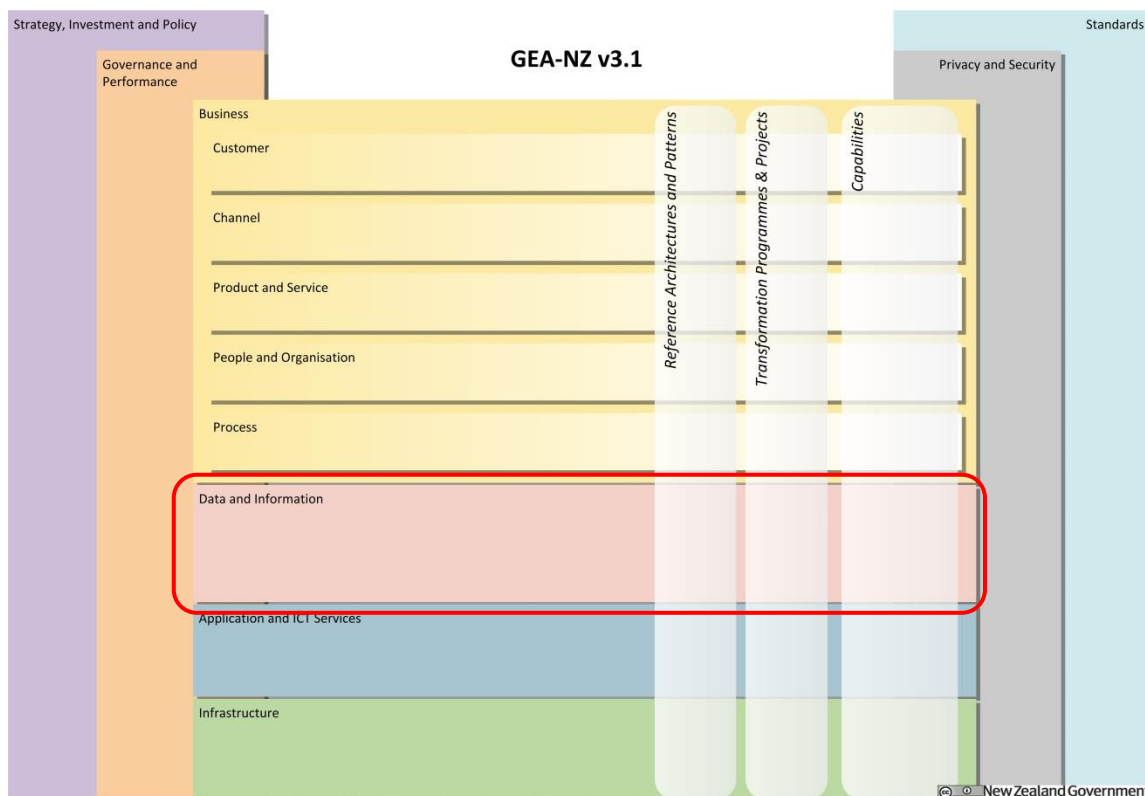 Strategy, Investment and Policy
Standards
GEA-NZ v3.1
Governance and
Performance
Privacy and Security
Business
Reference Architectures and Patterns
Transformation Programmes & Projects
Capabilities
Customer
Channel
Product and Service
People and Organisation
Process
Data and Information
Application and ICT Services
Infrastructure
cc New Zealand Governmen